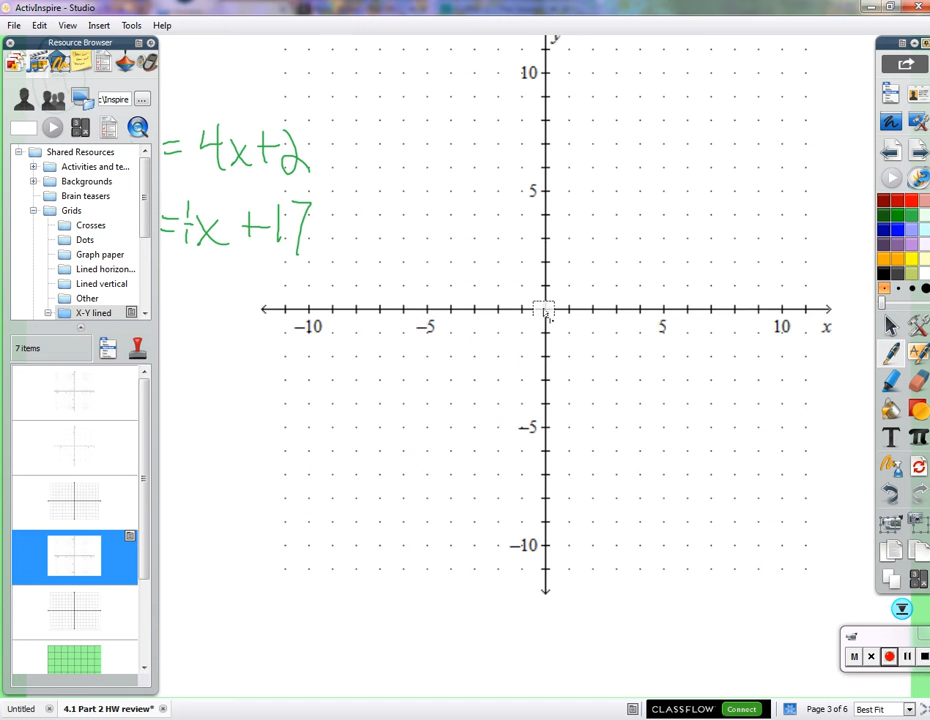 ActivInspire - Studio
File Edit View Insert Tools Help
Resource Browser
:\Inspire ...
Shared Resources
Activities and te...
Backgrounds
Brain teasers
Grids
Crosses
Dots
Graph paper
Lined horizon...
Lined vertical
Other
X-Y lined
7 items
= 4x+2
x +17
y
10
5
-10 -5 5 10 x
-5
-10
M
Untitled 4.1 Part 2 HW review* CLASSFLOW Connect Page 3 of 6 Best Fit